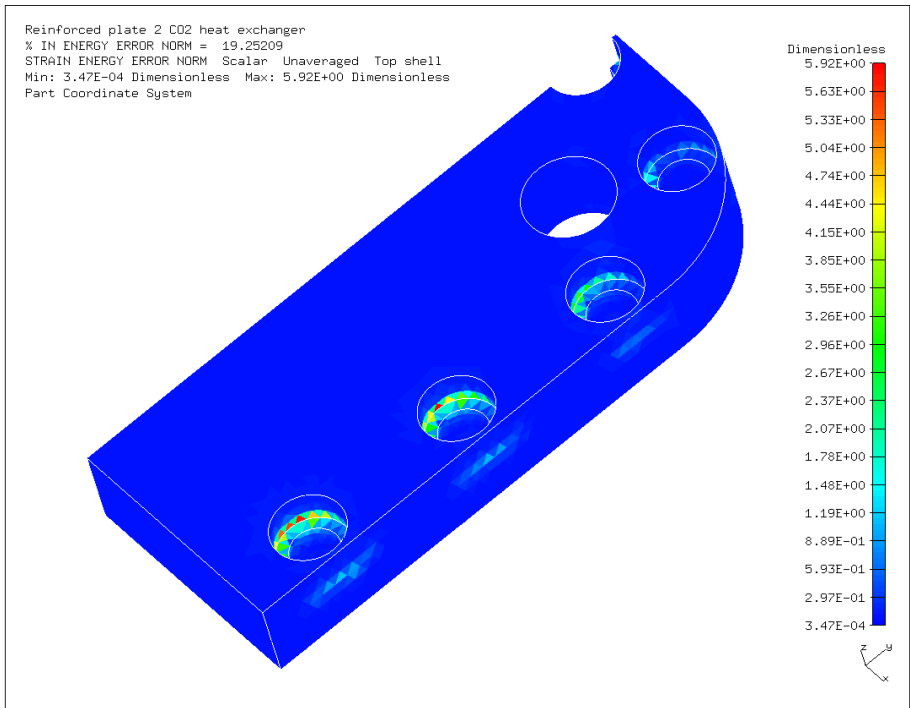 Reinforced plate 2 CO2 heat exchanger
% IN ENERGY ERROR NORM = 19.25209
STRAIN ENERGY ERROR NORM Scalar Unaveraged Top shell
Min: 3.47E-04 Dimensionless Max: 5.92E+00 Dimensionless
Part Coordinate System
Dimensionless
5.92E+00
5.63E+00
5.33E+00
5.04E+00
4.74E+00
4.44E+00
4.15E+00
3.85E+00
3.55E+00
3.26E+00
2.96E+00
2.67E+00
2.37E+00
2.07E+00
1.78E+00
1.48E+00
1.19E+00
8.89E-01
5.93E-01
2.97E-01
3.47E-04
z
y
x